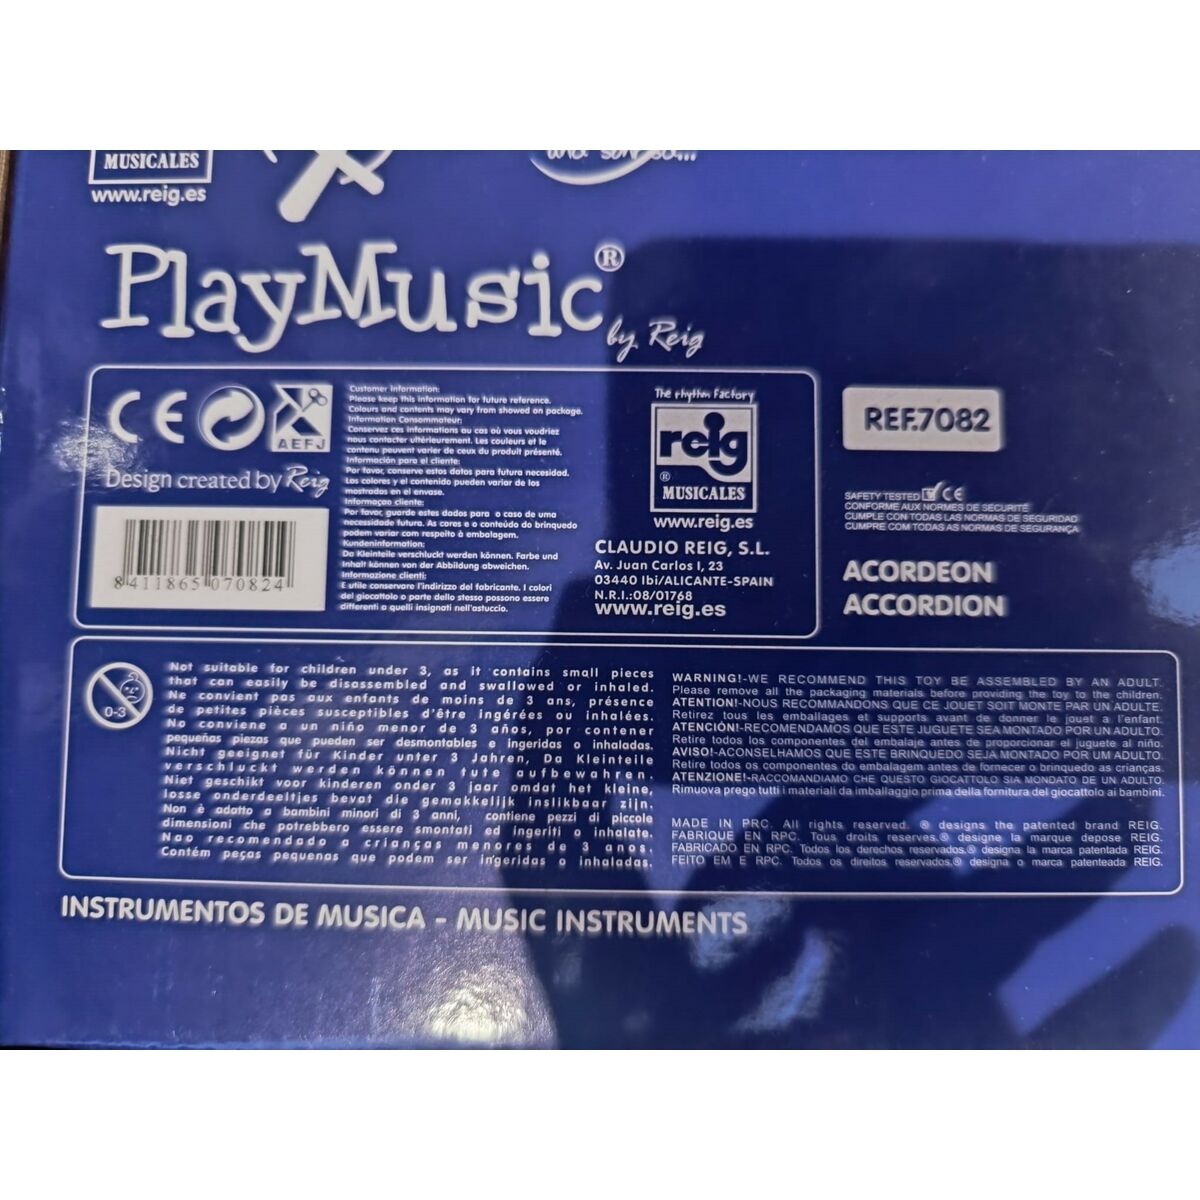 MUSICALES
www.reig.es
PlayMusic®
by Reig
CE
AEFJ
Design created by Reig
8 411865 070824
Customer information:
Please keep this information for future reference.
Colours and contents may vary from showed on package.
Information Consommateur:
Conservez ces informations au cas où vous voudriez
nous contacter ultérieurement. Les couleurs et le
contenu peuvent varier de ceux du produit présenté.
Información para el cliente:
Por favor, conserve estos datos para futura necesidad.
Los colores y el contenido pueden variar de los
mostrados en el envase.
Informaçao cliente:
Por favor, guarde estes dados para o caso de uma
necessidade futura. As cores e o conteúdo do brinquedo
podem variar com respeito à embalagem.
Kundeninformation:
Da Kleinteile verschluckt werden können. Farbe und
Inhalt können von der Abbildung abweichen.
Informazione clienti:
E utile conservare l'indirizzo del fabricante. I colori
del giocattolo o parte dello stesso possono essere
differenti a quelli insignati nell'astuccio.
The rhythm Factory
reig
®
MUSICALES
www.reig.es
CLAUDIO REIG, S.L.
Av. Juan Carlos I, 23
03440 Ibi/ALICANTE-SPAIN
N.R.I.:08/01768
www.reig.es
REF.7082
SAFETY TESTED CE
CONFORME AUX NORMES DE SECURITÉ
CUMPLE CON TODAS LAS NORMAS DE SEGURIDAD
CUMPRE COM TODAS AS NORMAS DE SEGURANÇA
ACORDEON
ACCORDION
0-3
Not suitable for children under 3, as it contains small pieces
that can easily be disassembled and swallowed or inhaled.
Ne convient pas aux enfants de moins de 3 ans, présence
de petites pièces susceptibles d'être ingérées ou inhalées.
No conviene a un niño menor de 3 años, por contener
pequeñas piezas que pueden ser desmontables e ingeridas o inhaladas.
Nicht geeignet für Kinder unter 3 Jahren, Da Kleinteile
verschluckt werden können tute aufbewahren.
Niet geschikt voor kinderen onder 3 jaar omdat het kleine,
losse onderdeeltjes bevat die gemakkelijk inslikbaar zijn.
Non è adatto a bambini minori di 3 anni, contiene pezzi di piccole
dimensioni che potrebbero essere smontati ed ingeriti o inhalate.
Nao recomendado a crianças menores de 3 anos.
Contém peças pequenas que podem ser ingeridas o inhaladas.
WARNING!-WE RECOMMEND THIS TOY BE ASSEMBLED BY AN ADULT.
Please remove all the packaging materials before providing the toy to the children.
ATENTION!-NOUS RECOMMANDONS QUE CE JOUET SOIT MONTE PAR UN ADULTE.
Retirez tous les emballages et supports avant de donner le jouet a l'enfant.
ATENCIÓN!-RECOMENDAMOS QUE ESTE JUGUETE SEA MONTADO POR UN ADULTO.
Retire todos los componentes del embalaje antes de proporcionar el juguete al niño.
AVISO!-ACONSELHAMOS QUE ESTE BRINQUEDO SEJA MONTADO POR UM ADULTO.
Retire todos os componentes do embalagem antes de fornecer o brinquedo as crianças.
ATENZIONE!-RACCOMANDIAMO CHE QUESTO GIOCATTOLO SIA MONDATO DE UN ADULTO.
Rimuova prego tutti i materiali da imballaggio prima della fornitura del giocattolo ai bambini.
MADE IN PRC. All rights reserved. ® designs the patented brand REIG.
FABRIQUE EN RPC. Tous droits reserves.® designe la marque depose REIG.
FABRICADO EN RPC. Todos los derechos reservados.® designa la marca patentada REIG.
FEITO EM E RPC. Todos os direitos reservados.® designa o marca patenteada REIG.
INSTRUMENTOS DE MUSICA - MUSIC INSTRUMENTS